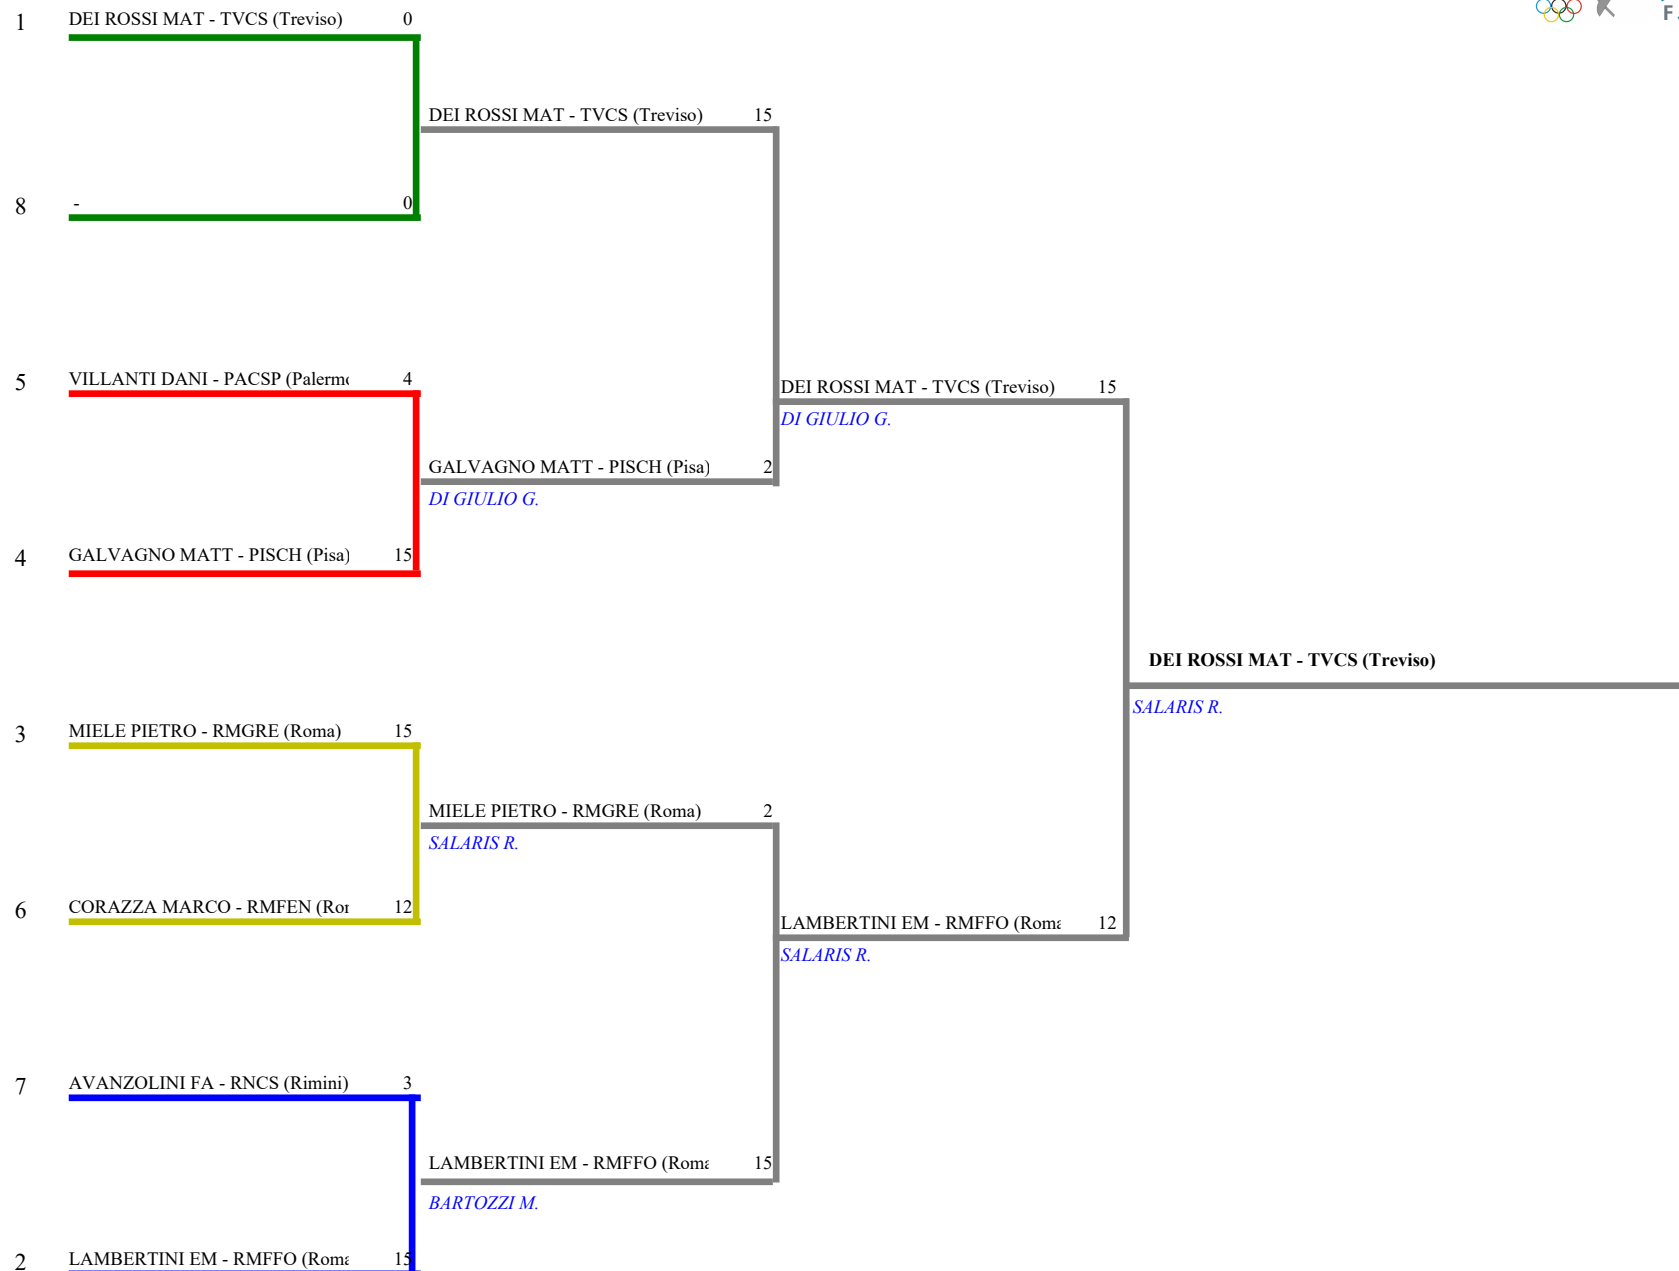 1 DEI ROSSI MAT - TVCS (Treviso) 0
F
DEI ROSSI MAT - TVCS (Treviso) 15
8 - 0
5 VILLANTI DANI - PACSP (Palermo 4
DEI ROSSI MAT - TVCS (Treviso) 15
DI GIULIO G.
GALVAGNO MATT - PISCH (Pisa) 2
DI GIULIO G.
4 GALVAGNO MATT - PISCH (Pisa) 15
DEI ROSSI MAT - TVCS (Treviso)
SALARIS R.
3 MIELE PIETRO - RMGRE (Roma) 15
MIELE PIETRO - RMGRE (Roma) 2
SALARIS R.
6 CORAZZA MARCO - RMFEN (Ror 12
LAMBERTINI EM - RMFFO (Roma 12
SALARIS R.
7 AVANZOLINI FA - RNCS (Rimini) 3
LAMBERTINI EM - RMFFO (Roma 15
BARTOZZI M.
2 LAMBERTINI EM - RMFFO (Roma 15